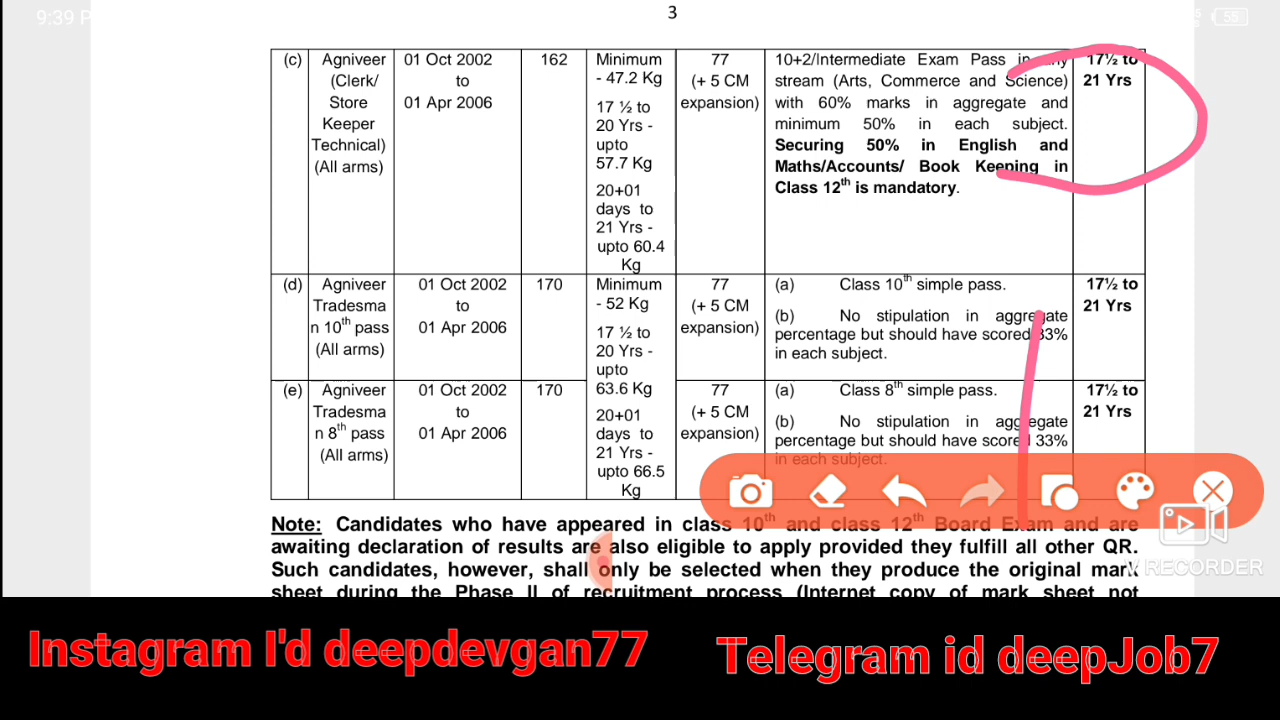 9:39 P
55
3
(c)
Agniveer
(Clerk/
Store
Keeper
Technical)
(All arms)
01 Oct 2002
to
01 Apr 2006
162
Minimum
- 47.2 Kg
17 ½ to
20 Yrs -
upto
57.7 Kg
20+01
days to
21 Yrs -
upto 60.4
Kg
77
(+ 5 CM
expansion)
10+2/Intermediate Exam Pass in any
stream (Arts, Commerce and Science)
with 60% marks in aggregate and
minimum 50% in each subject.
Securing 50% in English and
Maths/Accounts/ Book Keeping in
Class 12th is mandatory.
17½ to
21 Yrs
(d)
Agniveer
Tradesma
n 10th pass
(All arms)
01 Oct 2002
to
01 Apr 2006
170
Minimum
- 52 Kg
17 ½ to
20 Yrs -
upto
63.6 Kg
20+01
days to
21 Yrs -
upto 66.5
Kg
77
(+ 5 CM
expansion)
(a) Class 10th simple pass.
(b) No stipulation in aggregate
percentage but should have scored 33%
in each subject.
17½ to
21 Yrs
(e)
Agniveer
Tradesma
n 8th pass
(All arms)
01 Oct 2002
to
01 Apr 2006
170
77
(+ 5 CM
expansion)
(a) Class 8th simple pass.
(b) No stipulation in aggregate
percentage but should have scored 33%
in each subject.
17½ to
21 Yrs
Note: Candidates who have appeared in class 10th and class 12th Board Exam and are
awaiting declaration of results are also eligible to apply provided they fulfill all other QR.
Such candidates, however, shall only be selected when they produce the original mark
sheet during the Phase II of recruitment process (Internet copy of mark sheet not
RECORDER
Instagram I'd deepdevgan77
Telegram id deepJob7